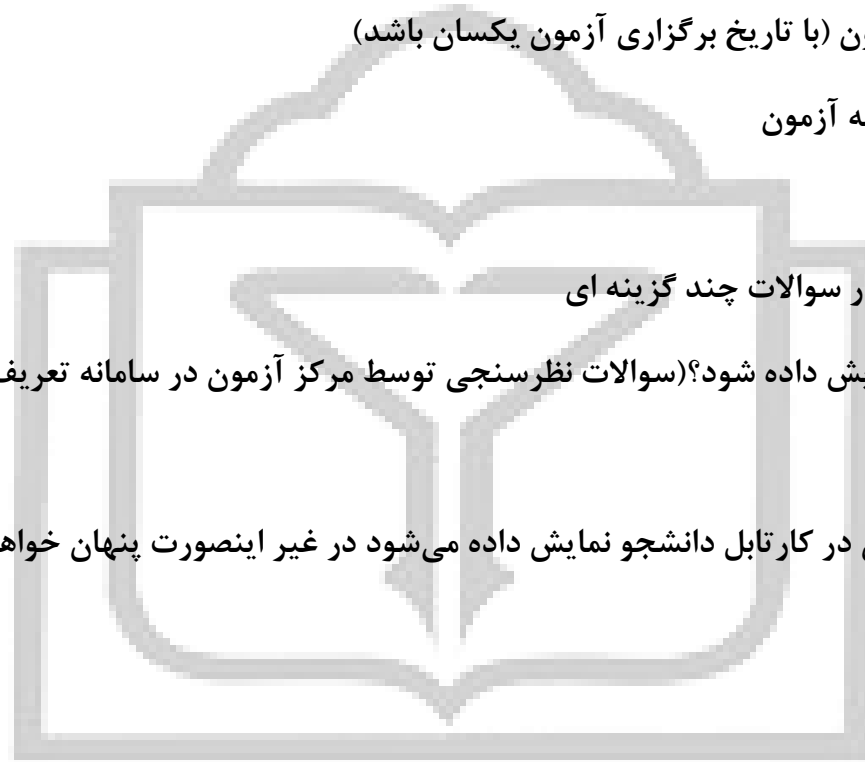 ون (با تاریخ برگزاری آزمون یکسان باشد)
ه آزمون
ر سوالات چند گزینه ای
یش داده شود؟(سوالات نظرسنجی توسط مرکز آزمون در سامانه تعریف
در کارتابل دانشجو نمایش داده می‌شود در غیر اینصورت پنهان خواه